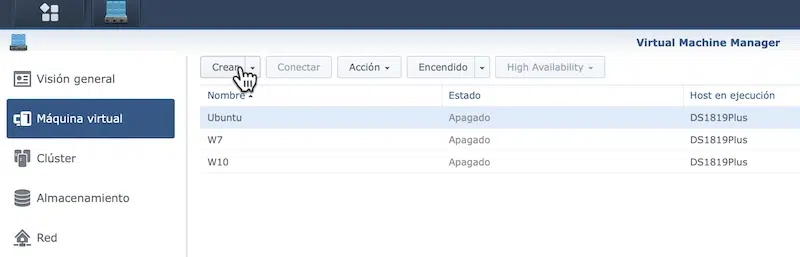 Virtual Machine Manager
Visión general
Máquina virtual
Clúster
Almacenamiento
Red
Crear Conectar Acción Encendido High Availability
Nombre Estado Host en ejecución
Ubuntu Apagado DS1819Plus
W7 Apagado DS1819Plus
W10 Apagado DS1819Plus